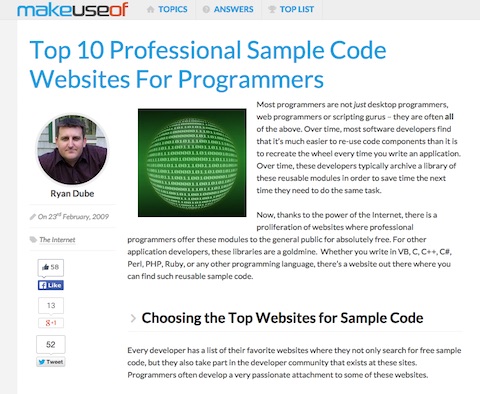 makeuseof
TOPICS
ANSWERS
TOP LIST
Top 10 Professional Sample Code
Websites For Programmers
Ryan Dube
On 23rd February, 2009
The Internet
58
Like
13
+1
52
Tweet
Most programmers are not just desktop programmers,
web programmers or scripting gurus – they are often all
of the above. Over time, most software developers find
that it's much easier to re-use code components than it is
to recreate the wheel every time you write an application.
Over time, these developers typically archive a library of
these reusable modules in order to save time the next
time they need to do the same task.
Now, thanks to the power of the Internet, there is a
proliferation of websites where professional
programmers offer these modules to the general public for absolutely free. For other
application developers, these libraries are a goldmine. Whether you write in VB, C, C++, C#,
Perl, PHP, Ruby, or any other programming language, there's a website out there where you
can find such reusable sample code.
Choosing the Top Websites for Sample Code
Every developer has a list of their favorite websites where they not only search for free sample
code, but they also take part in the developer community that exists at these sites.
Programmers often develop a very passionate attachment to some of these websites.